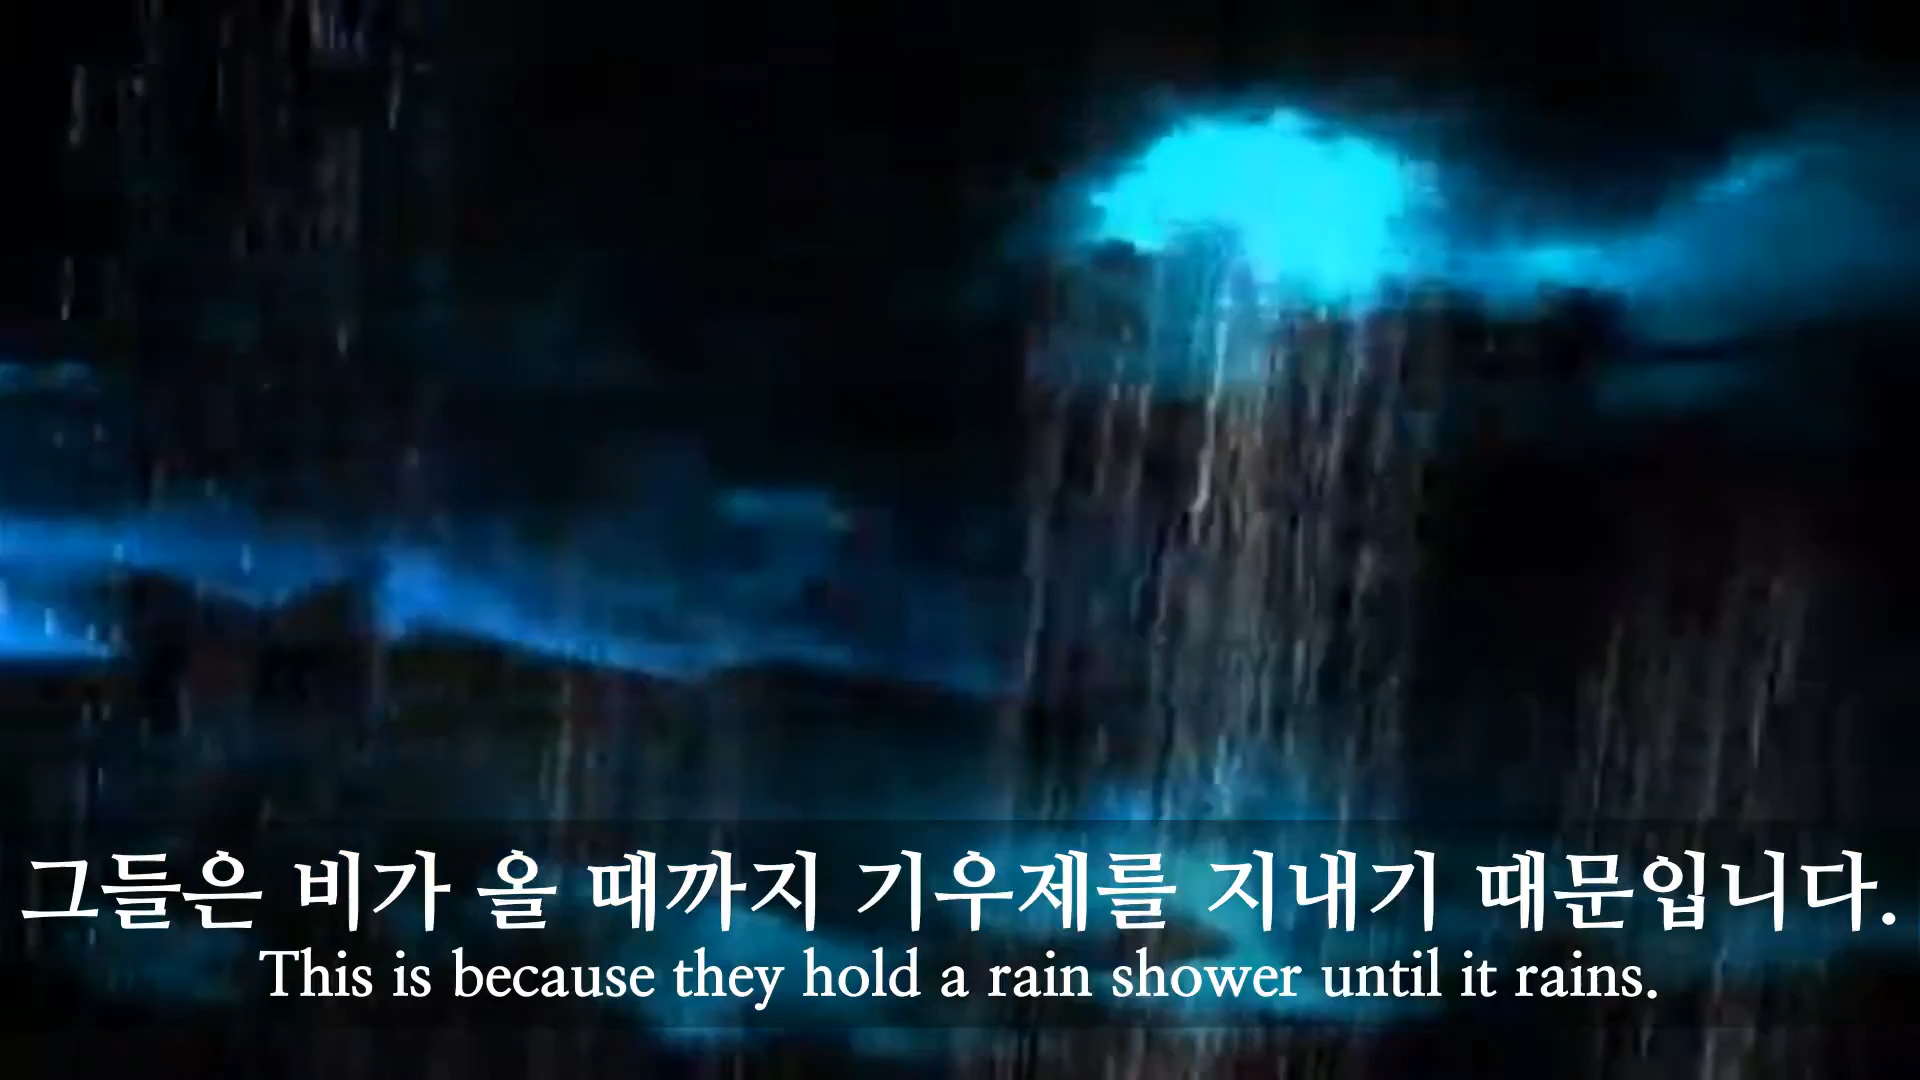 그들은 비가 올 때까지 기우제를 지내기 때문입니다.
This is because they hold a rain shower until it rains.